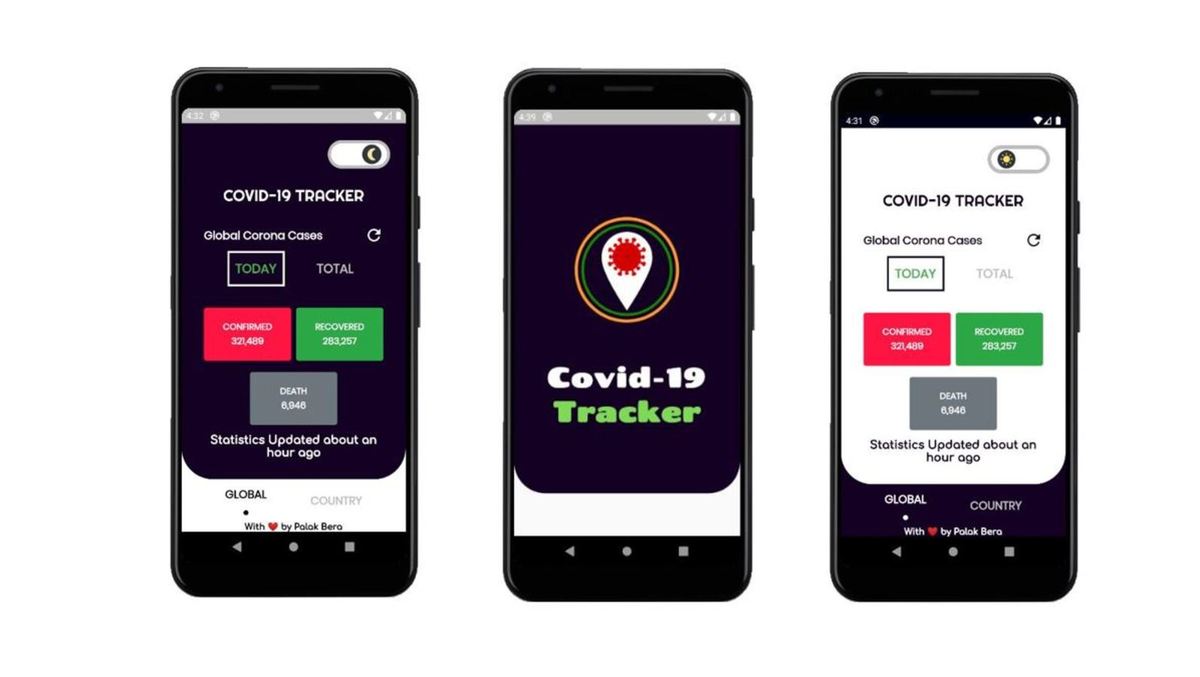 4:32
COVID-19 TRACKER
Global Corona Cases
TODAY TOTAL
CONFIRMED
321,489
RECOVERED
283,257
DEATH
6,946
Statistics Updated about an
hour ago
GLOBAL COUNTRY
With ❤️ by Palak Bera
4:39
Covid-19
Tracker
4:31
COVID-19 TRACKER
Global Corona Cases
TODAY TOTAL
CONFIRMED
321,489
RECOVERED
283,257
DEATH
6,946
Statistics Updated about an
hour ago
GLOBAL COUNTRY
With ❤️ by Palak Bera